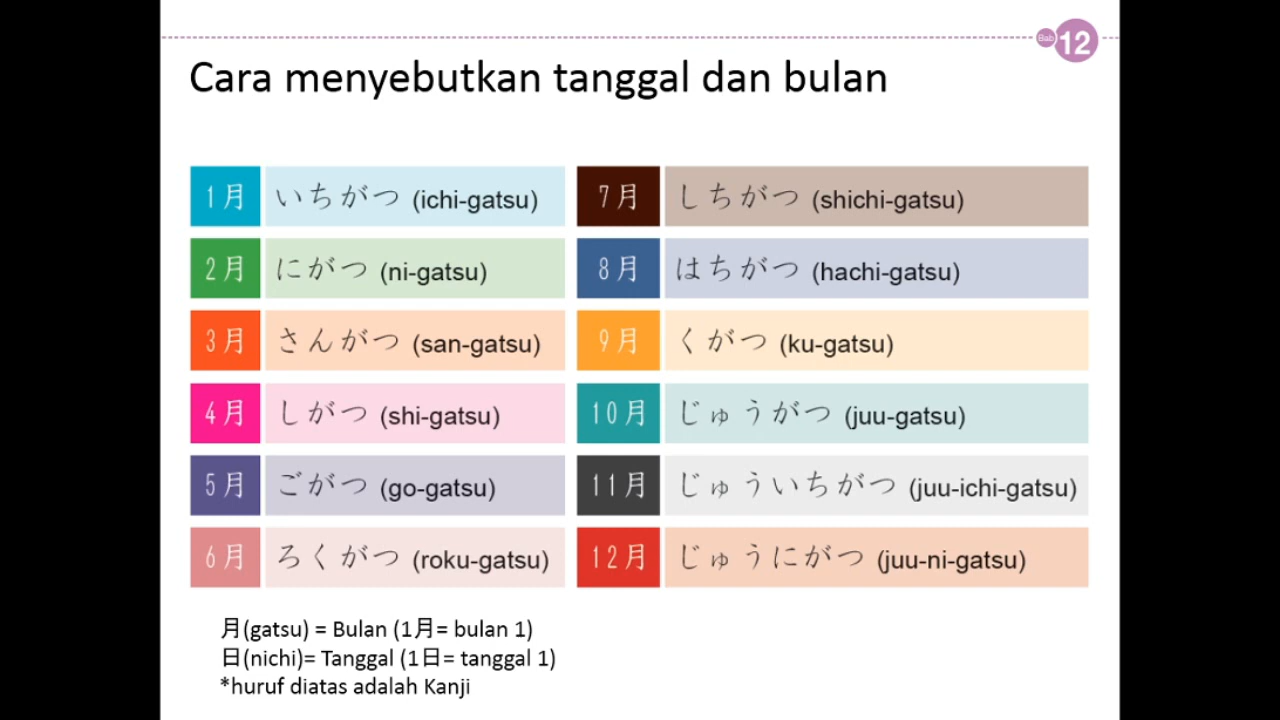 Bab 12
Cara menyebutkan tanggal dan bulan
1月 いちがつ (ichi-gatsu)
2月 にがつ (ni-gatsu)
3月 さんがつ (san-gatsu)
4月 しがつ (shi-gatsu)
5月 ごがつ (go-gatsu)
6月 ろくがつ (roku-gatsu)
7月 しちがつ (shichi-gatsu)
8月 はちがつ (hachi-gatsu)
9月 くがつ (ku-gatsu)
10月 じゅうがつ (juu-gatsu)
11月 じゅういちがつ (juu-ichi-gatsu)
12月 じゅうにがつ (juu-ni-gatsu)
月(gatsu) = Bulan (1月= bulan 1)
日(nichi)= Tanggal (1日= tanggal 1)
*huruf diatas adalah Kanji